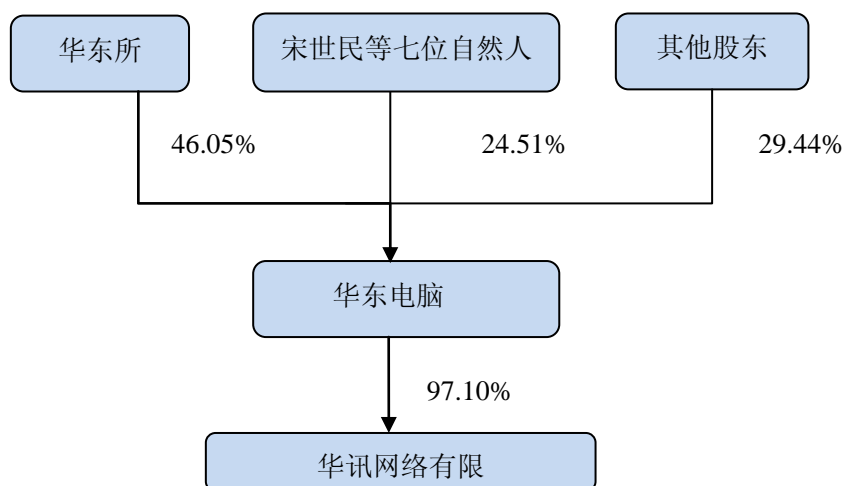 华东所
宋世民等七位自然人
其他股东
46.05%
24.51%
29.44%
华东电脑
97.10%
华讯网络有限